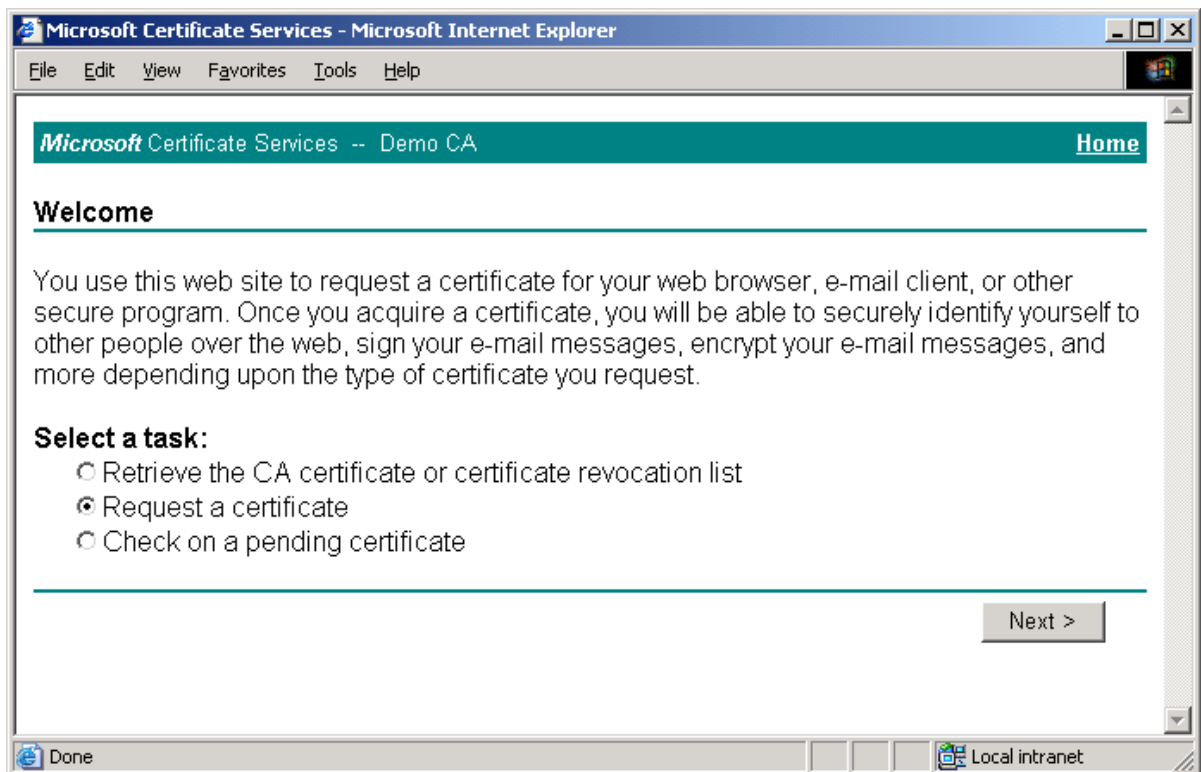 Microsoft Certificate Services - Microsoft Internet Explorer
File Edit View Favorites Tools Help
Microsoft Certificate Services -- Demo CA Home
Welcome
You use this web site to request a certificate for your web browser, e-mail client, or other
secure program. Once you acquire a certificate, you will be able to securely identify yourself to
other people over the web, sign your e-mail messages, encrypt your e-mail messages, and
more depending upon the type of certificate you request.
Select a task:
Retrieve the CA certificate or certificate revocation list
Request a certificate
Check on a pending certificate
Next >
Done Local intranet